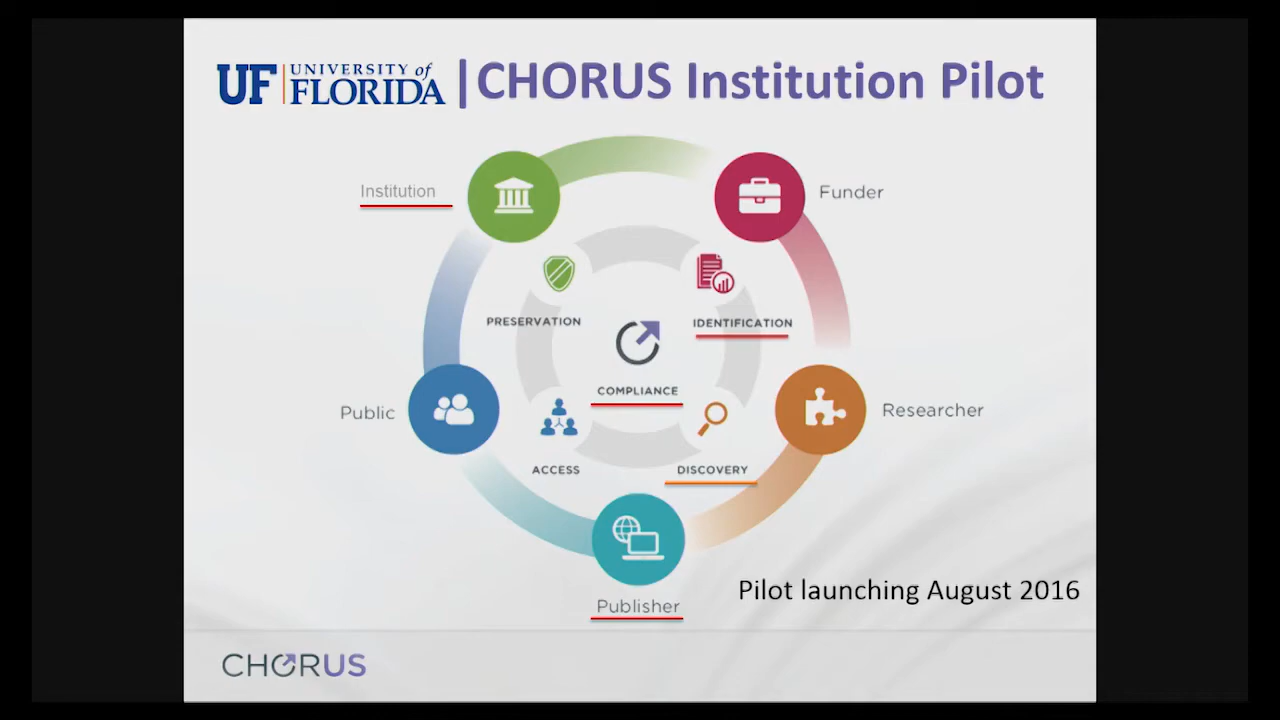 UF | UNIVERSITY of FLORIDA | CHORUS Institution Pilot
Institution
Funder
PRESERVATION
IDENTIFICATION
COMPLIANCE
Public
Researcher
ACCESS
DISCOVERY
Pilot launching August 2016
Publisher
CHORUS